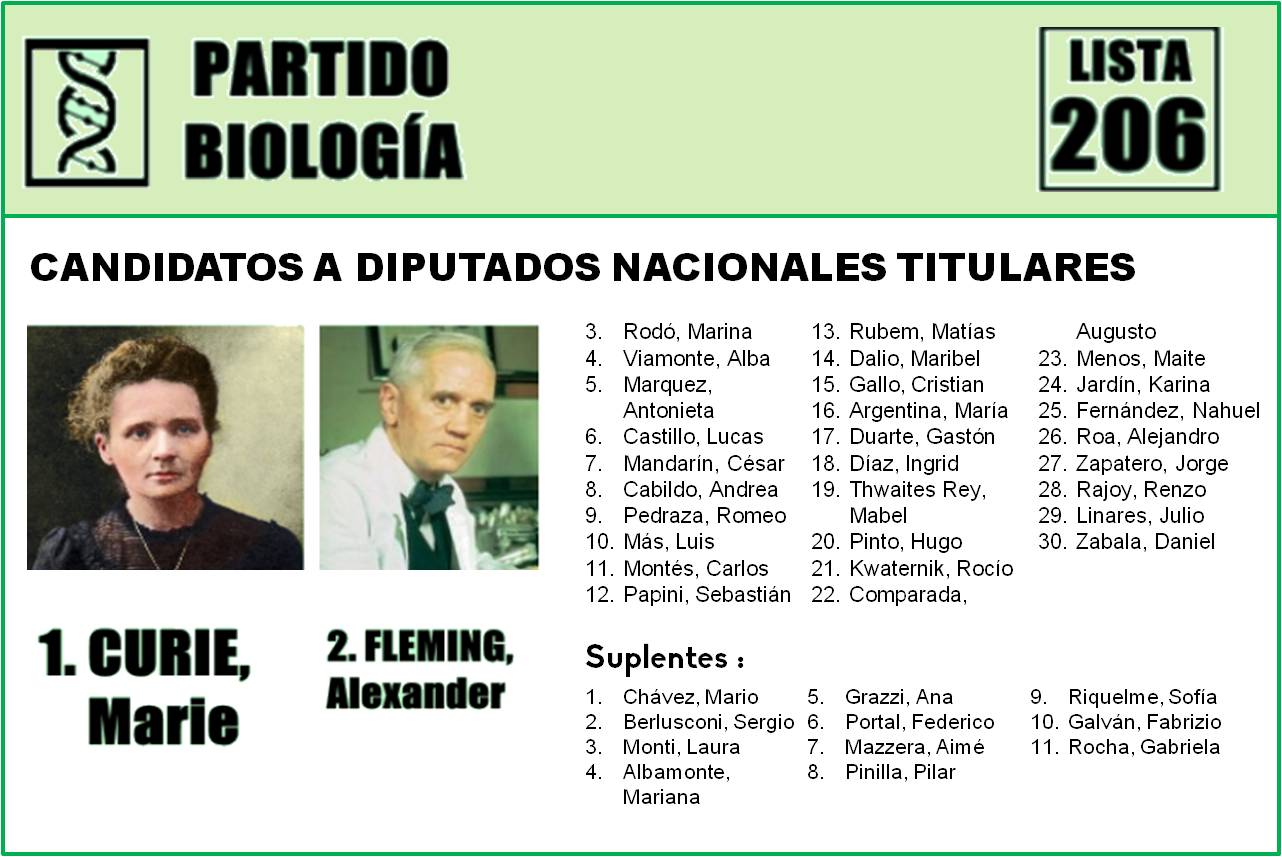 PARTIDO
BIOLOGÍA
LISTA
206
CANDIDATOS A DIPUTADOS NACIONALES TITULARES
1. CURIE,
Marie
2. FLEMING,
Alexander
3. Rodó, Marina
4. Viamonte, Alba
5. Marquez,
Antonieta
6. Castillo, Lucas
7. Mandarín, César
8. Cabildo, Andrea
9. Pedraza, Romeo
10. Más, Luis
11. Montés, Carlos
12. Papini, Sebastián
13. Rubem, Matías
14. Dalio, Maribel
15. Gallo, Cristian
16. Argentina, María
17. Duarte, Gastón
18. Díaz, Ingrid
19. Thwaites Rey,
Mabel
20. Pinto, Hugo
21. Kwaternik, Rocío
22. Comparada,
Augusto
23. Menos, Maite
24. Jardín, Karina
25. Fernández, Nahuel
26. Roa, Alejandro
27. Zapatero, Jorge
28. Rajoy, Renzo
29. Linares, Julio
30. Zabala, Daniel
Suplentes :
1. Chávez, Mario
2. Berlusconi, Sergio
3. Monti, Laura
4. Albamonte,
Mariana
5. Grazzi, Ana
6. Portal, Federico
7. Mazzera, Aimé
8. Pinilla, Pilar
9. Riquelme, Sofía
10. Galván, Fabrizio
11. Rocha, Gabriela